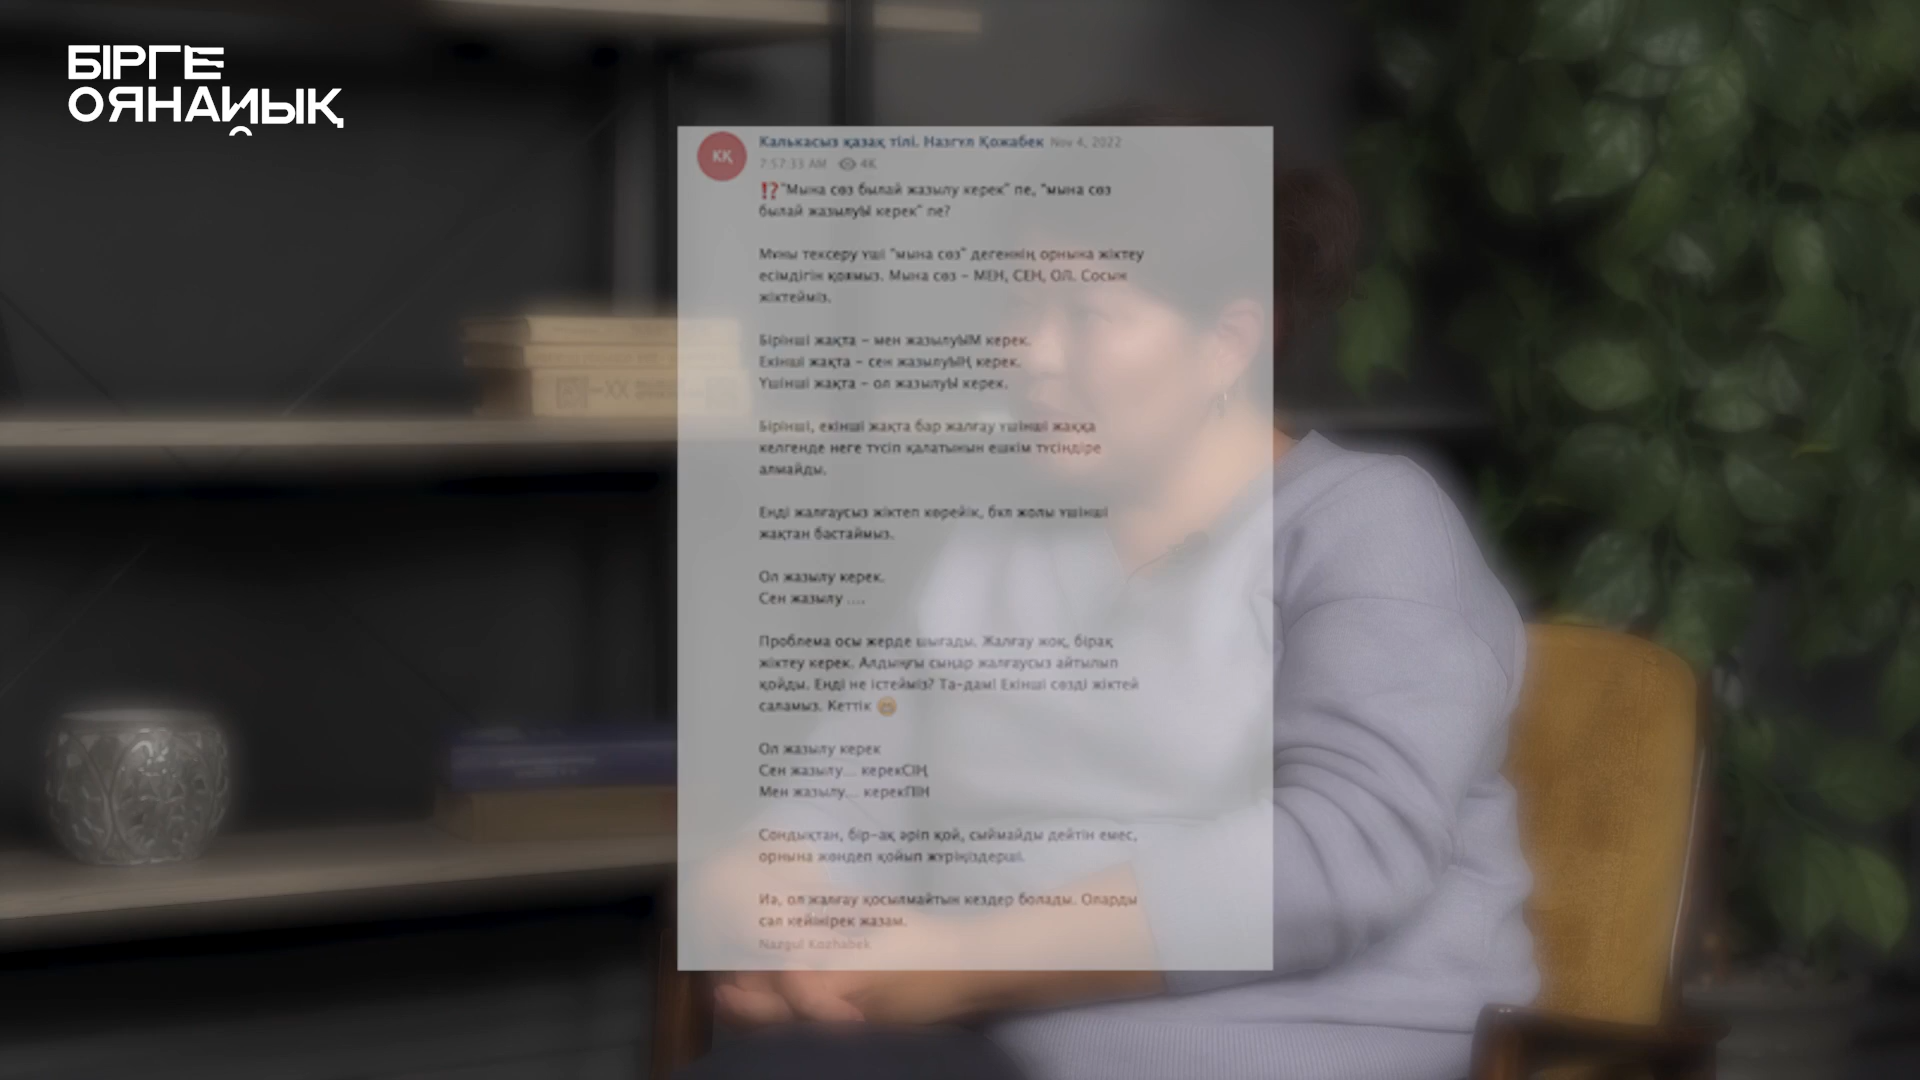 БІРГЕ
ОЯНАЙЫҚ
ҚҚ
Калькасыз қазақ тілі. Назгүл Қожабек Nov 4, 2022
7:57:33 AM 4K
⁉️"Мына сөз былай жазылу керек" пе, "мына сөз
былай жазылуЫ керек" пе?
Мұны тексеру үші "мына сөз" дегеннің орнына жіктеу
есімдігін қоямыз. Мына сөз – МЕН, СЕН, ОЛ. Сосын
жіктейміз.
Бірінші жақта – мен жазылуЫМ керек.
Екінші жақта – сен жазылуЫҢ керек.
Үшінші жақта – ол жазылуЫ керек.
Бірінші, екінші жақта бар жалғау үшінші жаққа
келгенде неге түсіп қалатынын ешкім түсіндіре
алмайды.
Енді жалғаусыз жіктеп көрейік, бұл жолы үшінші
жақтан бастаймыз.
Ол жазылу керек.
Сен жазылу ....
Проблема осы жерде шығады. Жалғау жоқ, бірақ
жіктеу керек. Алдыңғы сыңар жалғаусыз айтылып
қойды. Енді не істейміз? Та-дам! Екінші сөзді жіктей
саламыз. Кеттік 😁
Ол жазылу керек
Сен жазылу... керекСІҢ
Мен жазылу... керекПІН
Сондықтан, бір-ақ әріп қой, сыймайды дейтін емес,
орнына жөндеп қойып жүріңіздерші.
Иә, ол жалғау қосылмайтын кездер болады. Оларды
сәл кейінірек жазам.
Nazgul Kozhabek